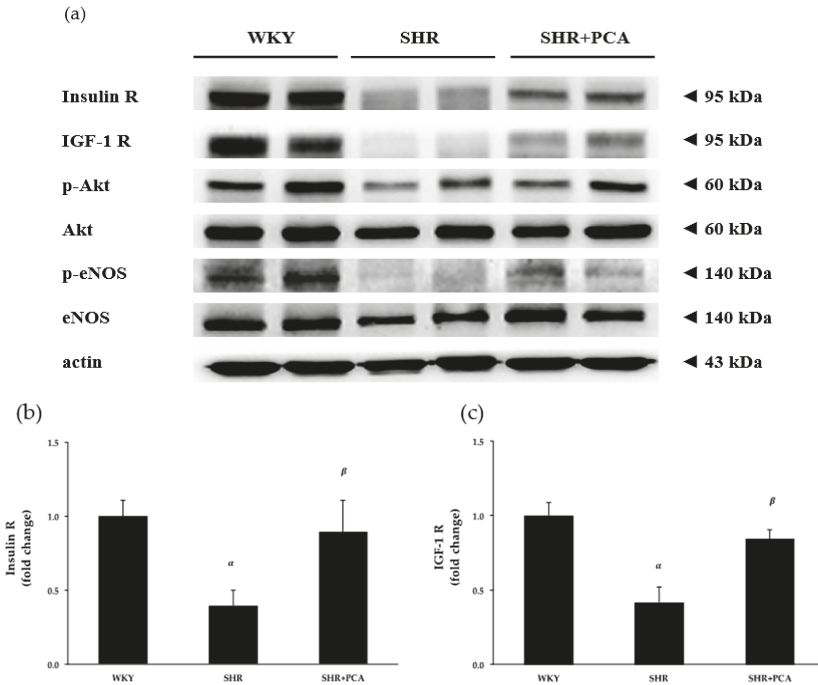 (a)
WKY SHR SHR+PCA
Insulin R ◄ 95 kDa
IGF-1 R ◄ 95 kDa
p-Akt ◄ 60 kDa
Akt ◄ 60 kDa
p-eNOS ◄ 140 kDa
eNOS ◄ 140 kDa
actin ◄ 43 kDa
(b)
Insulin R
(fold change)
1.5
1.0
0.5
0.0
α
β
WKY SHR SHR+PCA
(c)
IGF-1 R
(fold change)
1.5
1.0
0.5
0.0
α
β
WKY SHR SHR+PCA